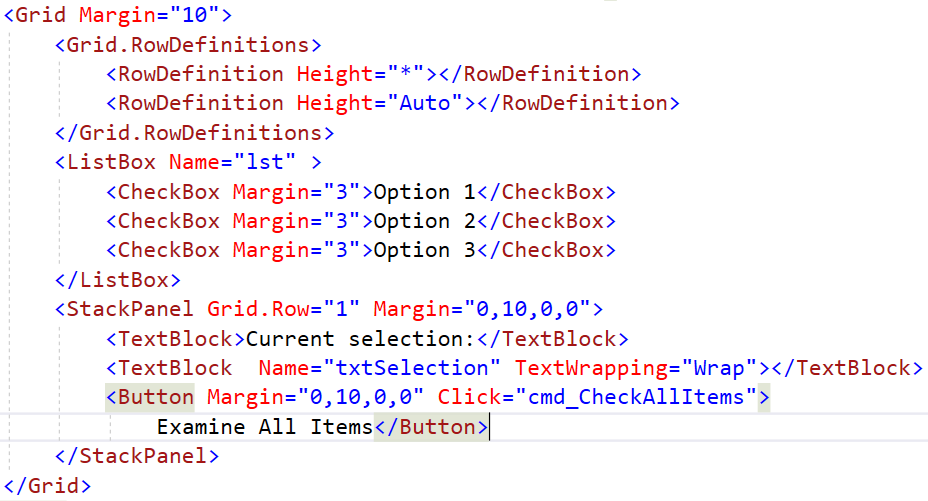 <Grid Margin="10">
    <Grid.RowDefinitions>
        <RowDefinition Height="*"></RowDefinition>
        <RowDefinition Height="Auto"></RowDefinition>
    </Grid.RowDefinitions>
    <ListBox Name="lst" >
        <CheckBox Margin="3">Option 1</CheckBox>
        <CheckBox Margin="3">Option 2</CheckBox>
        <CheckBox Margin="3">Option 3</CheckBox>
    </ListBox>
    <StackPanel Grid.Row="1" Margin="0,10,0,0">
        <TextBlock>Current selection:</TextBlock>
        <TextBlock  Name="txtSelection" TextWrapping="Wrap"></TextBlock>
        <Button Margin="0,10,0,0" Click="cmd_CheckAllItems">
            Examine All Items</Button>
    </StackPanel>
</Grid>